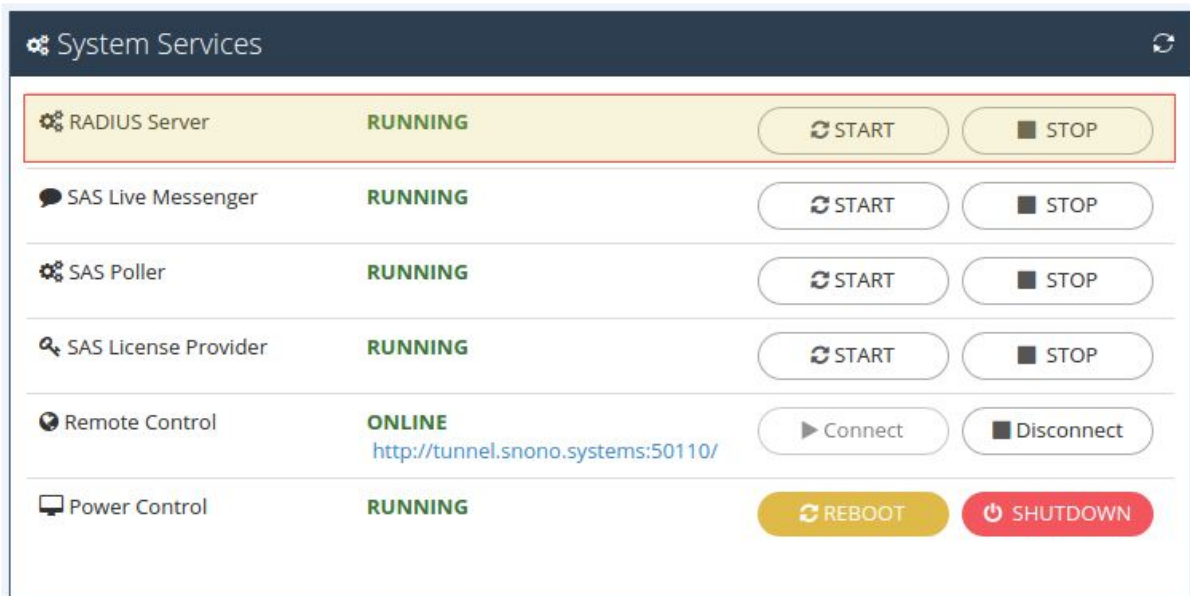 System Services
RADIUS Server RUNNING START STOP
SAS Live Messenger RUNNING START STOP
SAS Poller RUNNING START STOP
SAS License Provider RUNNING START STOP
Remote Control ONLINE Connect Disconnect
http://tunnel.snono.systems:50110/
Power Control RUNNING REBOOT SHUTDOWN